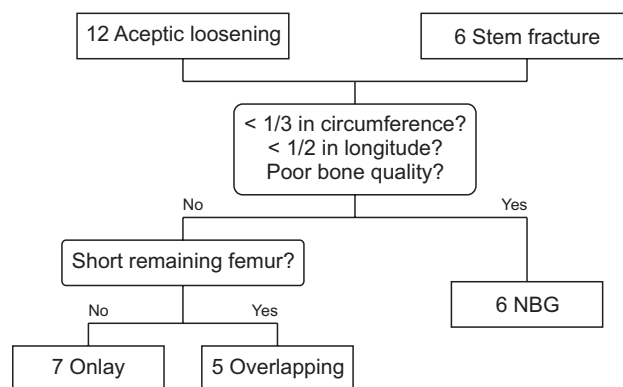 12 Aceptic loosening
6 Stem fracture
< 1/3 in circumference?
< 1/2 in longitude?
Poor bone quality?
No
Yes
Short remaining femur?
6 NBG
No
Yes
7 Onlay
5 Overlapping